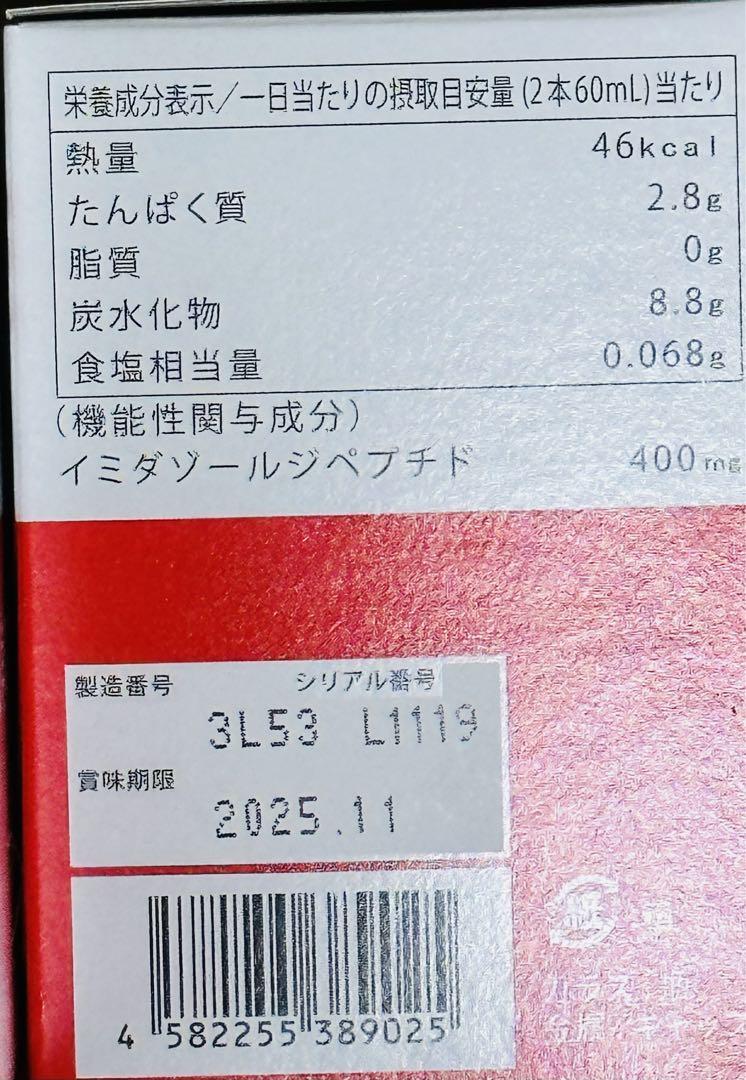 栄養成分表示/一日当たりの摂取目安量(2本60mL)当たり
熱量 46kcal
たんぱく質 2.8g
脂質 0g
炭水化物 8.8g
食塩相当量 0.068g
(機能性関与成分)
イミダゾールジペプチド 400mg
製造番号 シリアル番号
3L53
賞味期限
2025.11
4 582255 389025